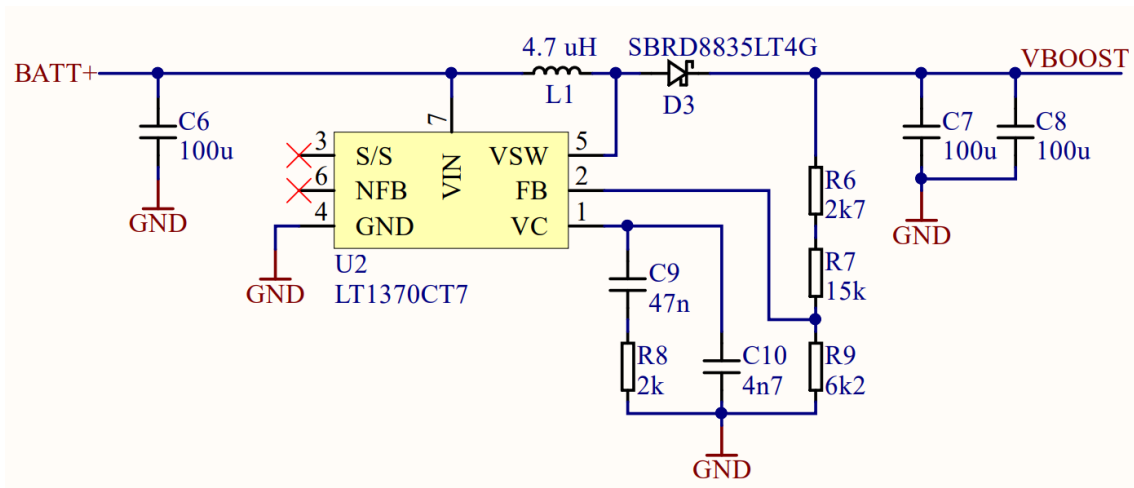 4.7 uH
SBRD8835LT4G
BATT+
VBOOST
L1
D3
C6
100u
7
C7
100u
C8
100u
3
S/S
VIN
VSW
5
6
NFB
FB
2
4
GND
VC
1
R6
2k7
GND
GND
U2
LT1370CT7
GND
C9
47n
R7
15k
R8
2k
C10
4n7
R9
6k2
GND